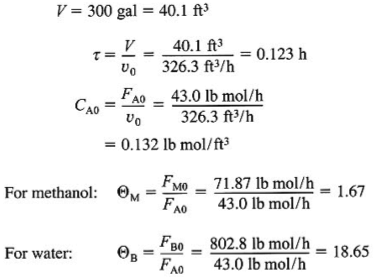 V = 300 gal = 40.1 ft³
τ = V/υ₀ = 40.1 ft³/326.3 ft³/h = 0.123 h
C_A0 = F_A0/υ₀ = 43.0 lb mol/h/326.3 ft³/h
= 0.132 lb mol/ft³
For methanol: Θ_M = F_M0/F_A0 = 71.87 lb mol/h/43.0 lb mol/h = 1.67
For water: Θ_B = F_B0/F_A0 = 802.8 lb mol/h/43.0 lb mol/h = 18.65